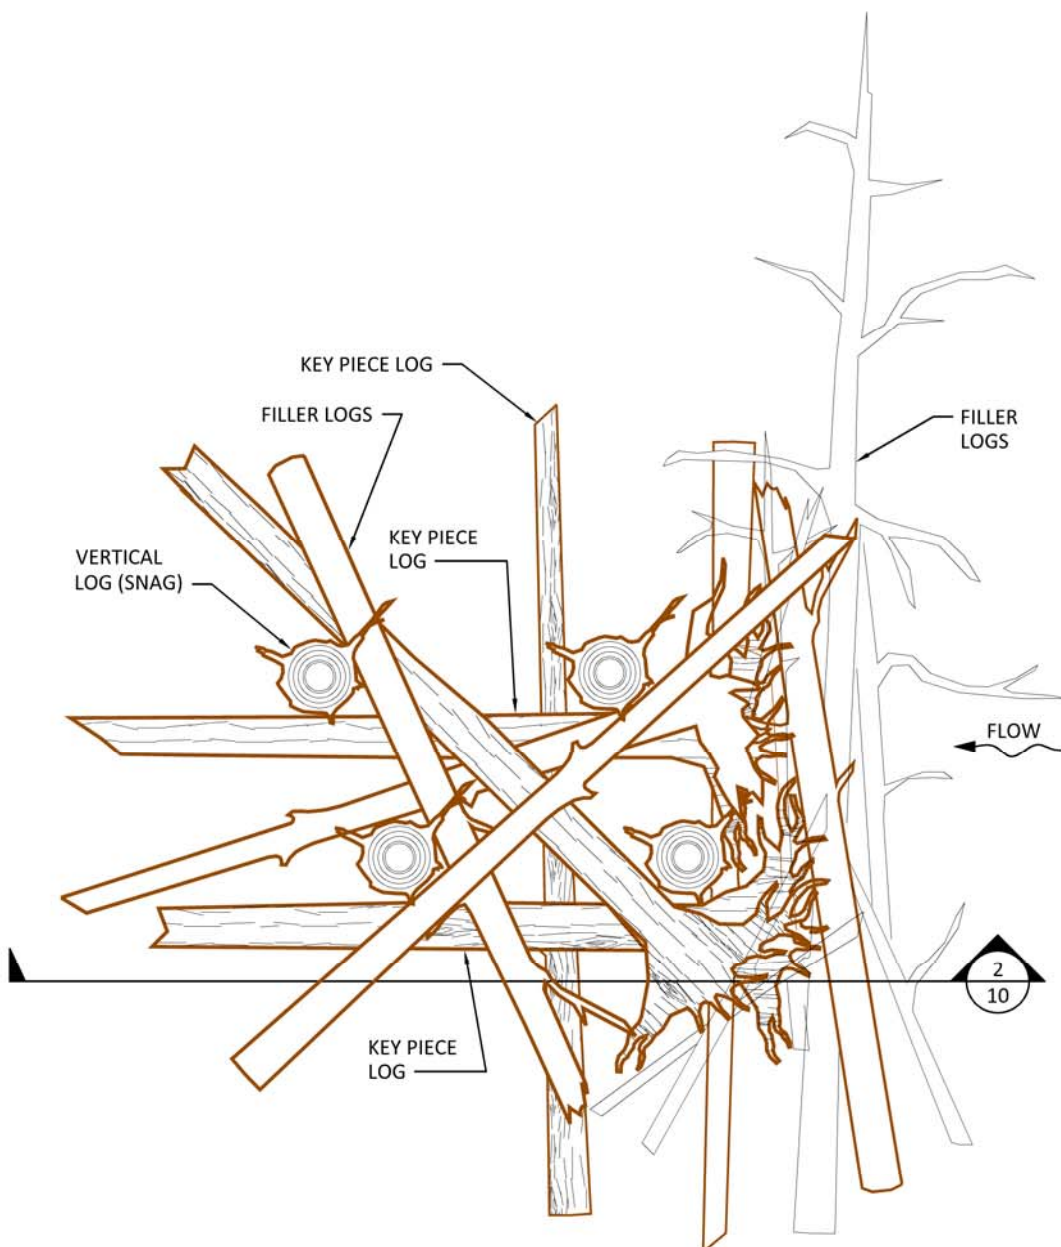 KEY PIECE LOG
FILLER LOGS
FILLER
LOGS
KEY PIECE
LOG
VERTICAL
LOG (SNAG)
FLOW
2
10
KEY PIECE
LOG